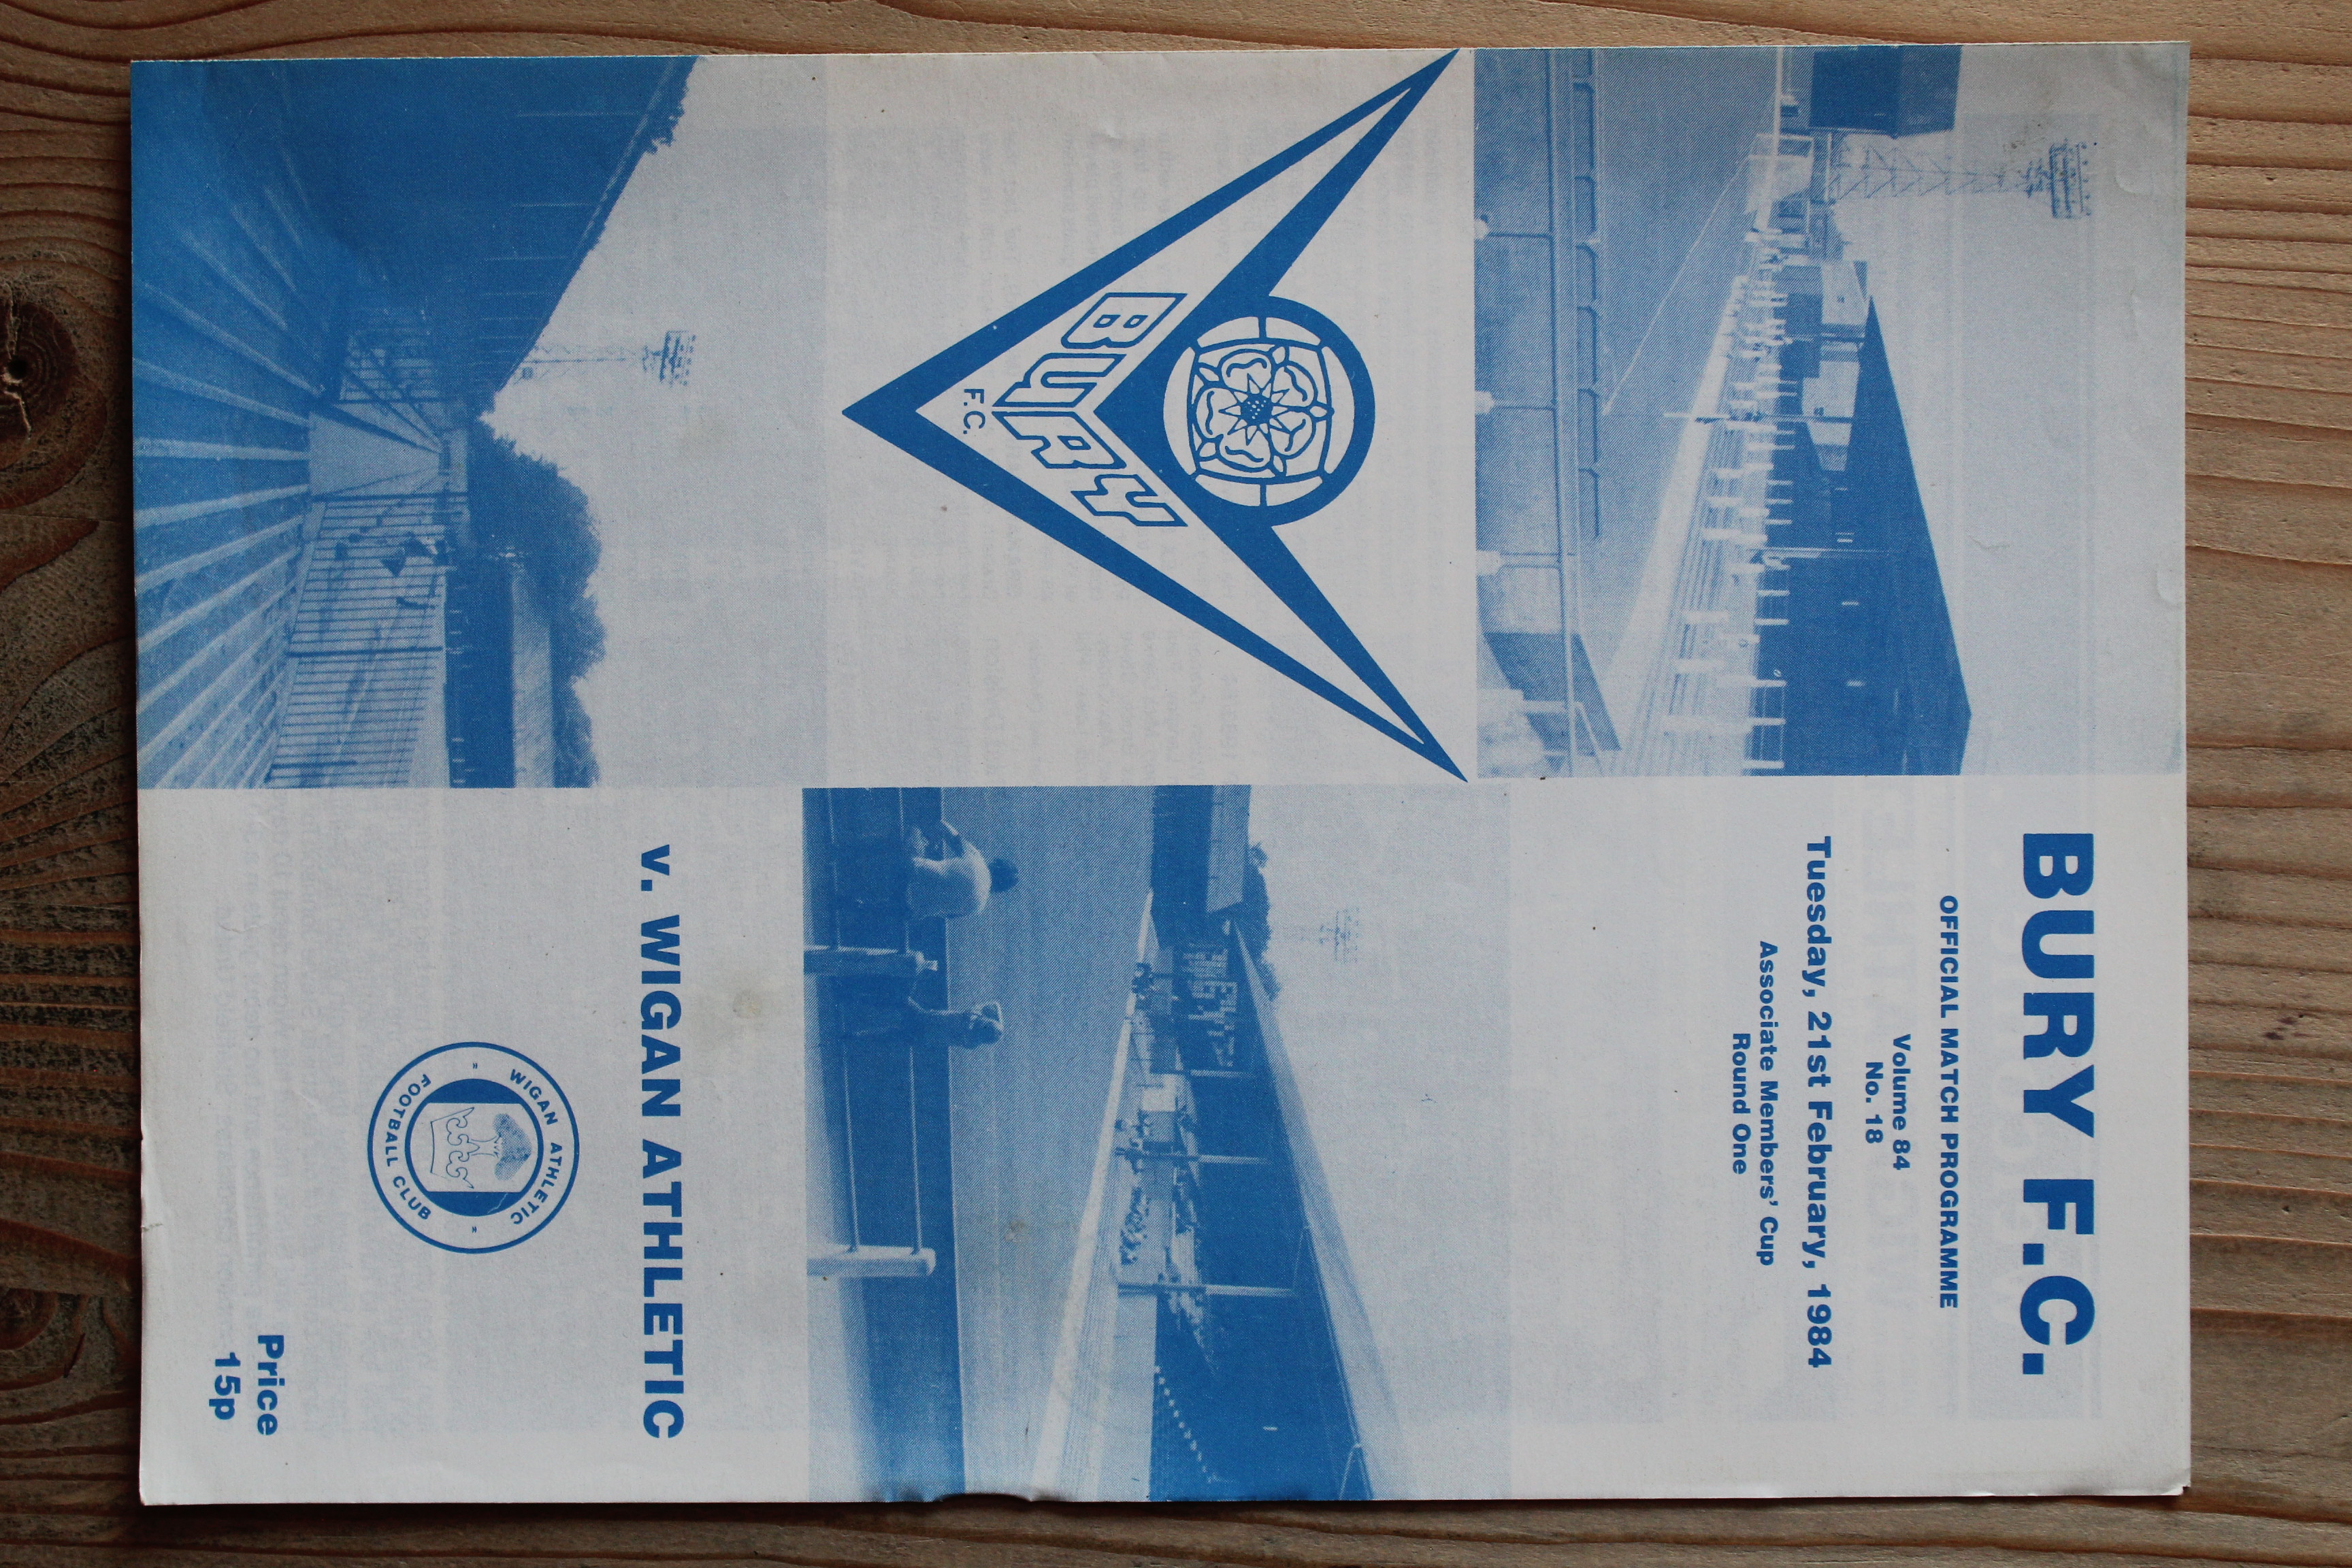 BURY F.C.
OFFICIAL MATCH PROGRAMME
Volume 84
No. 18
Tuesday, 21st February, 1984
Associate Members' Cup
Round One
BURY
F.C.
v. WIGAN ATHLETIC
WIGAN ATHLETIC
FOOTBALL CLUB
Price
15p